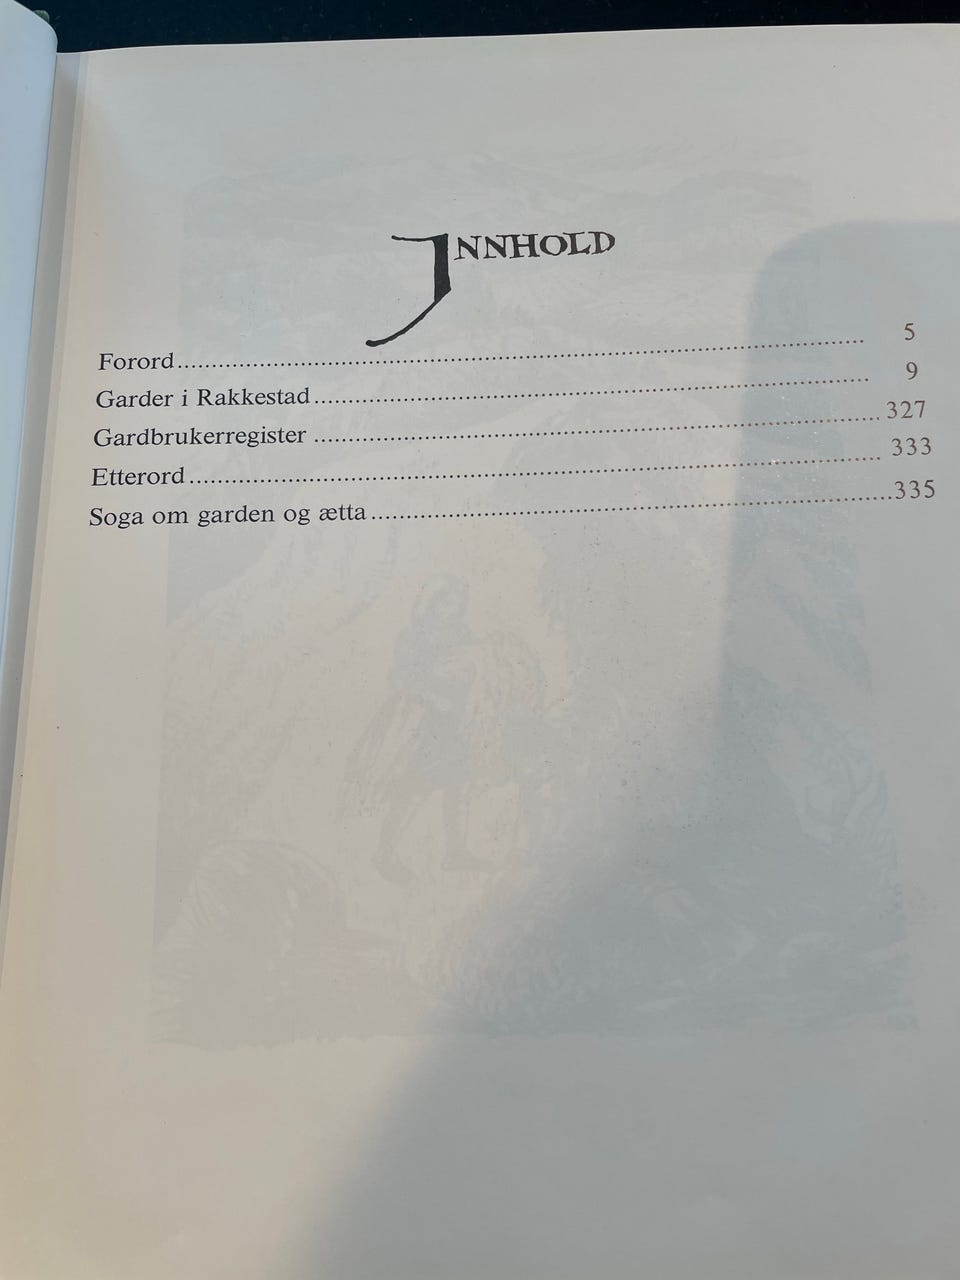 INNHOLD
Forord........................................................................................ 5
Garder i Rakkestad........................................................................ 9
Gardbrukerregister ........................................................................ 327
Etterord........................................................................................ 333
Soga om garden og ætta........................................................................335